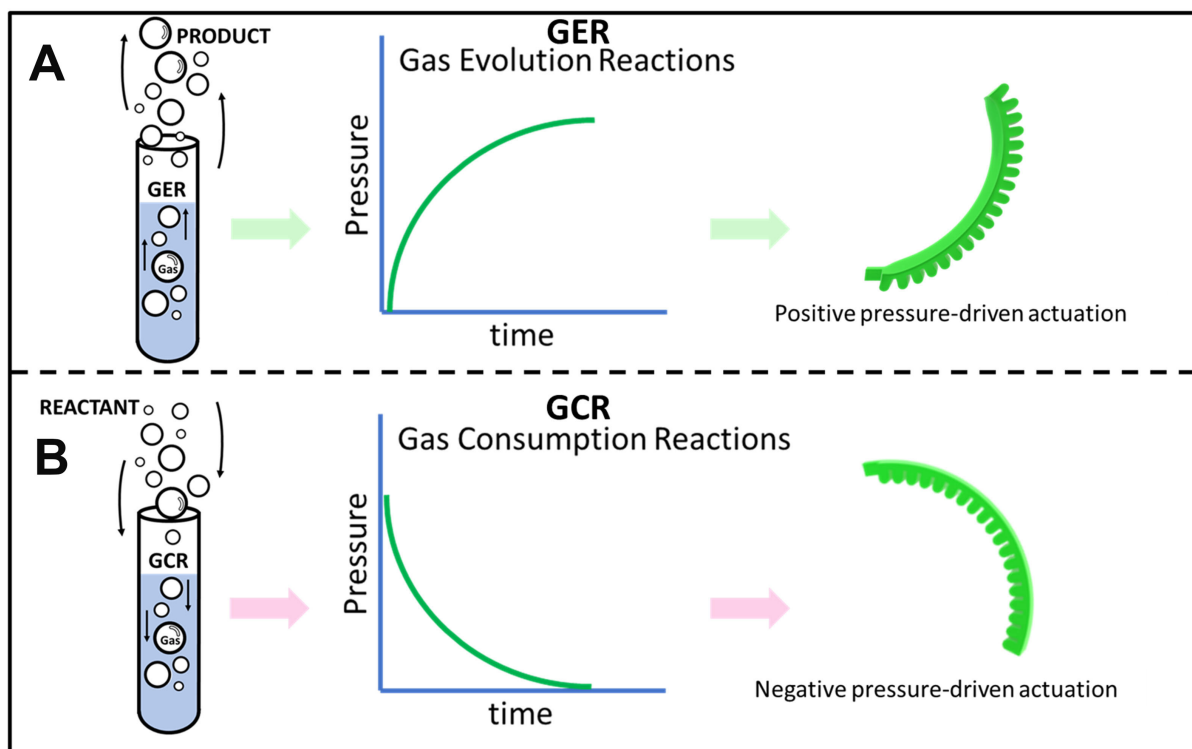 A
PRODUCT
GER
Gas
GER
Gas Evolution Reactions
Pressure
time
Positive pressure-driven actuation
B
REACTANT
GCR
Gas
GCR
Gas Consumption Reactions
Pressure
time
Negative pressure-driven actuation